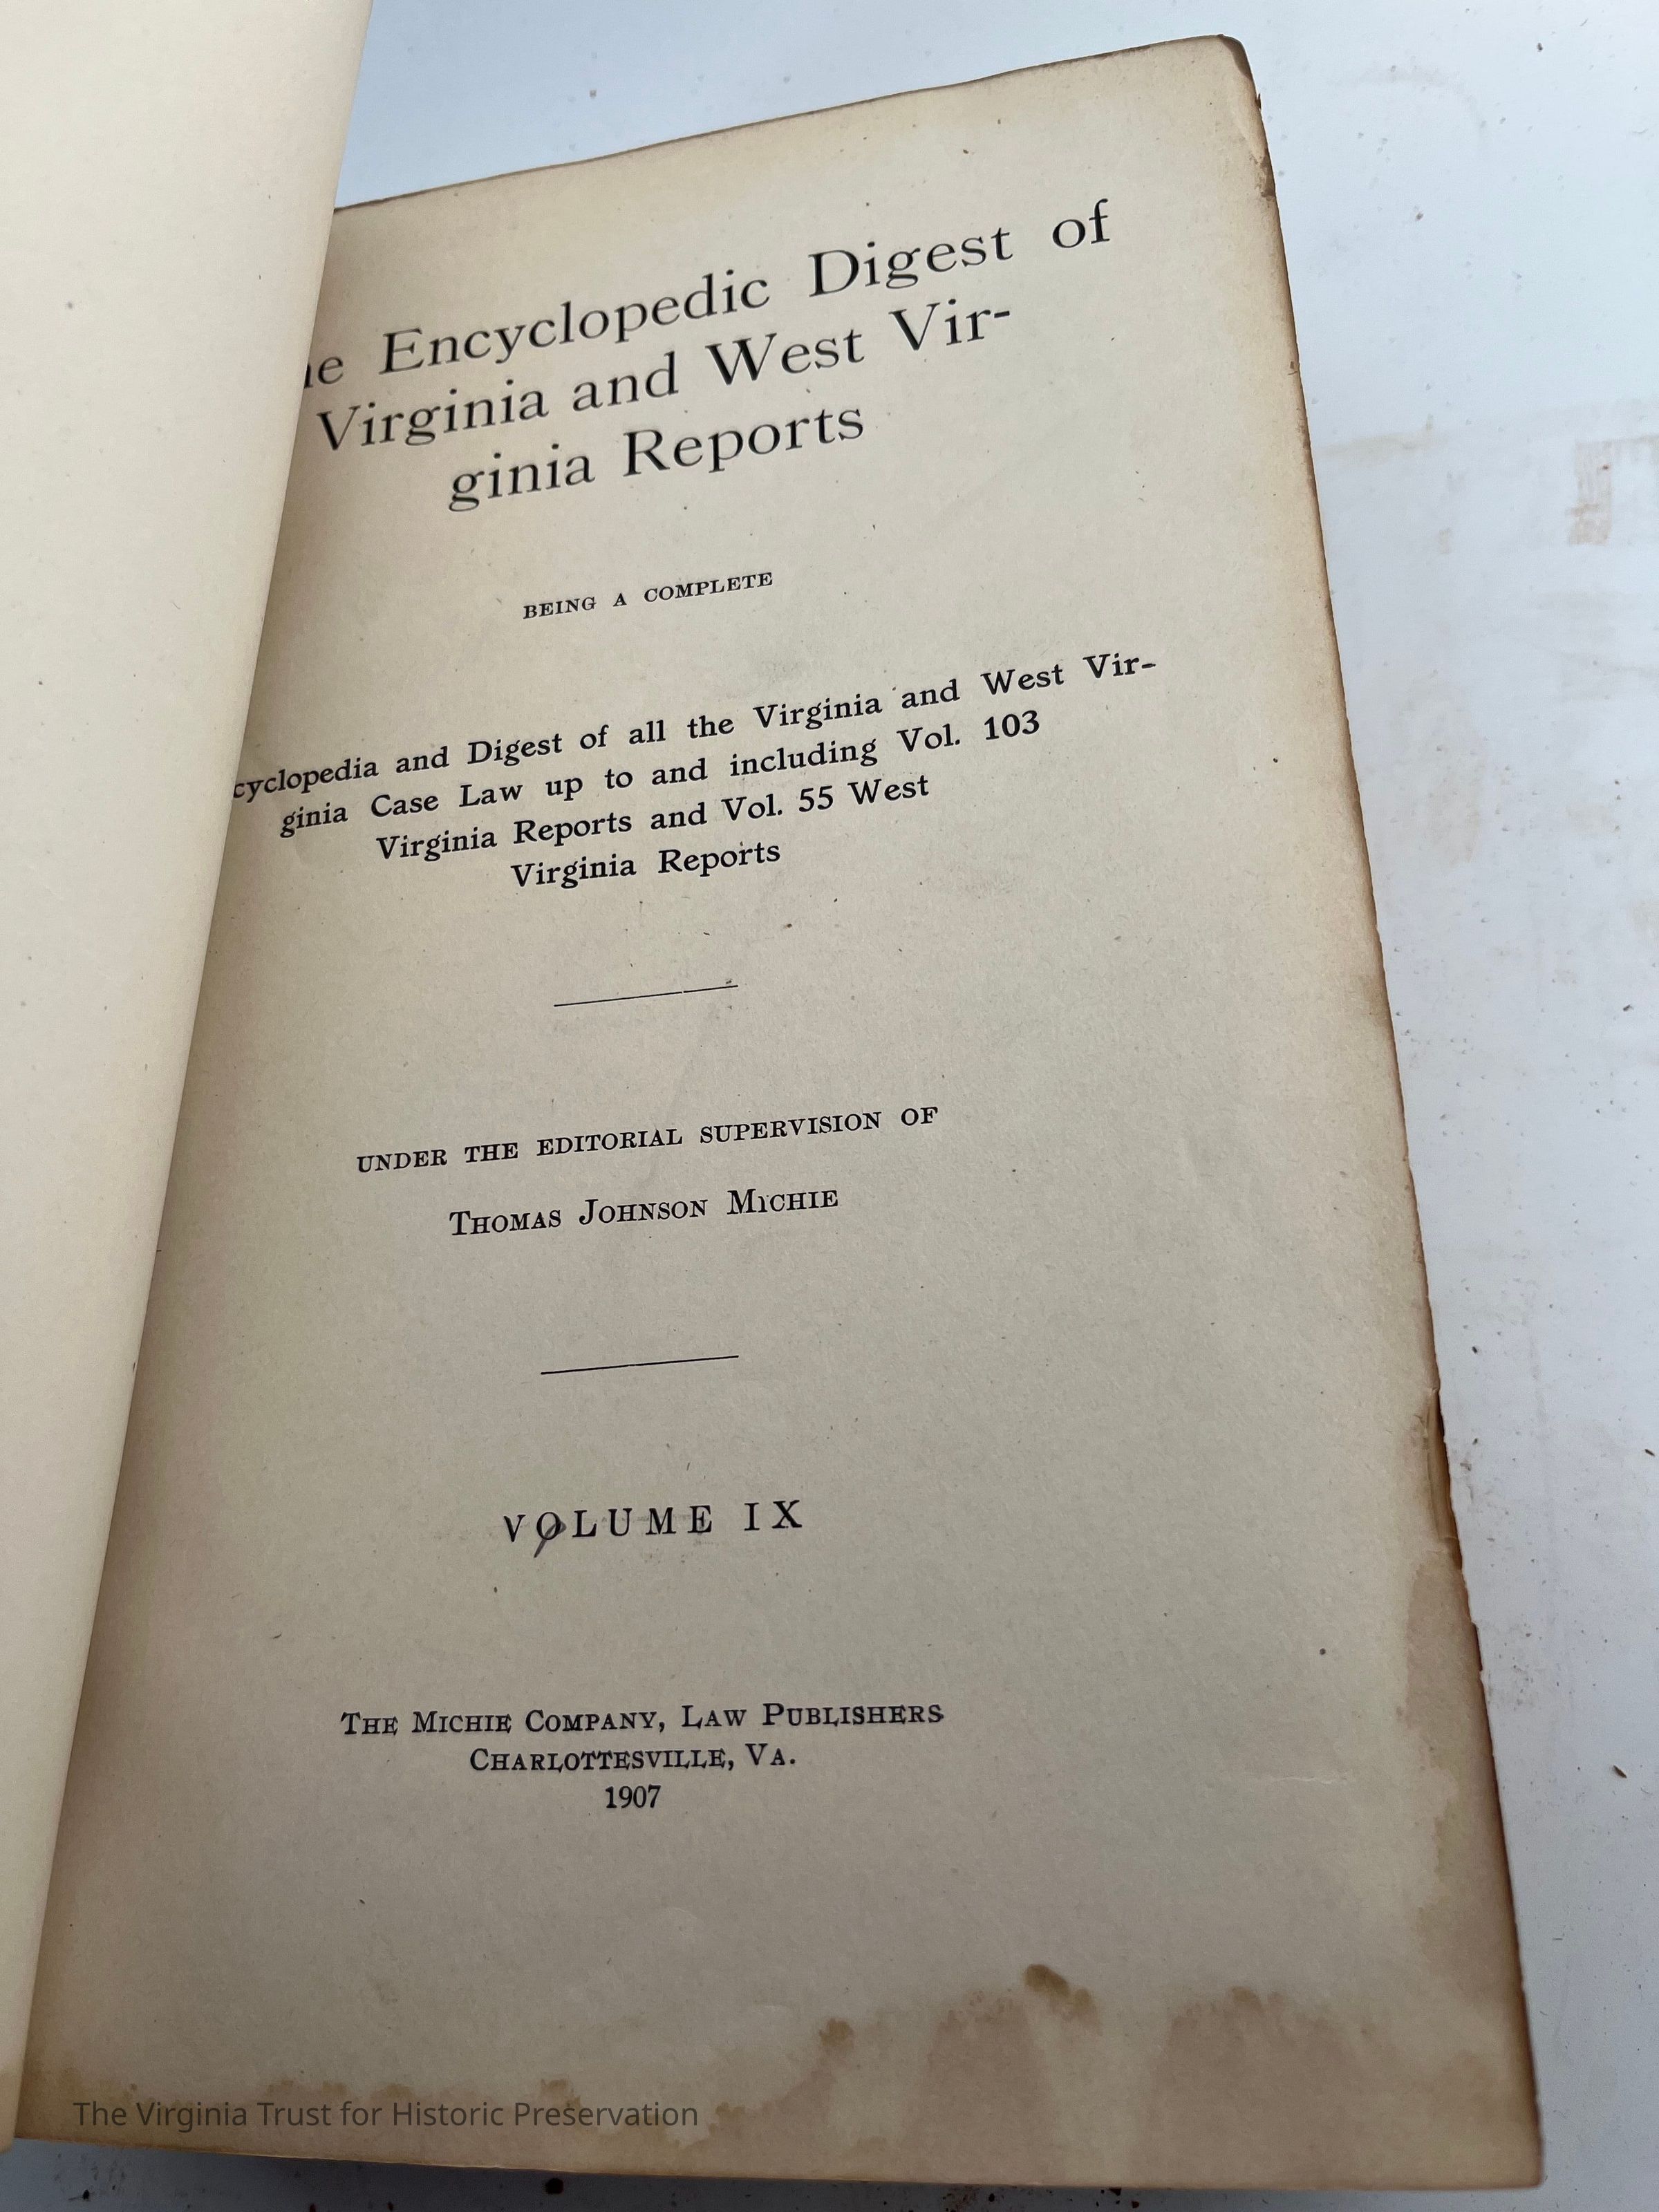 Encyclopedic Digest of
Virginia and West Vir-
ginia Reports
BEING A COMPLETE
cyclopedia and Digest of all the Virginia and West Vir-
ginia Case Law up to and including Vol. 103
Virginia Reports and Vol. 55 West
Virginia Reports
UNDER THE EDITORIAL SUPERVISION OF
THOMAS JOHNSON MICHIE
VOLUME IX
THE MICHIE COMPANY, LAW PUBLISHERS
CHARLOTTESVILLE, VA.
1907
The Virginia Trust for Historic Preservation